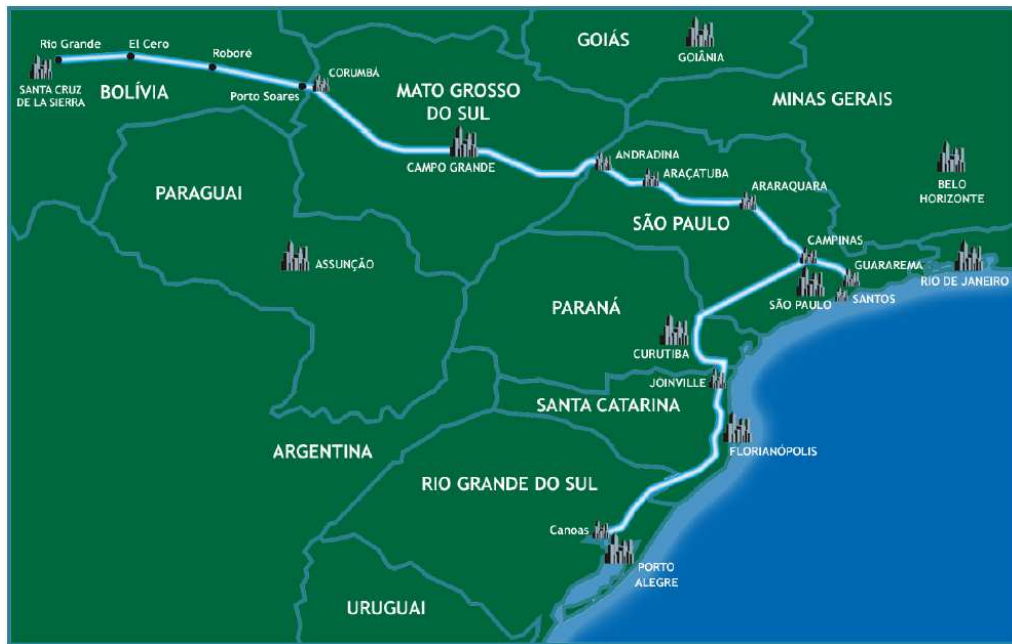 Rio Grande
El Cero
Roboré
Porto Soares
SANTA CRUZ
DE LA SIERRA
BOLÍVIA
CORUMBÁ
MATO GROSSO
DO SUL
GOIÁS
GOIÂNIA
MINAS GERAIS
CAMPO GRANDE
ANDRADINA
ARAÇATUBA
ARARAQUARA
BELO
HORIZONTE
PARAGUAI
SÃO PAULO
CAMPINAS
GUARAREMA
RIO DE JANEIRO
ASSUNÇÃO
SÃO PAULO
SANTOS
PARANÁ
CURUTIBA
JOINVILLE
SANTA CATARINA
FLORIANÓPOLIS
ARGENTINA
RIO GRANDE DO SUL
Canoas
PORTO
ALEGRE
URUGUAI